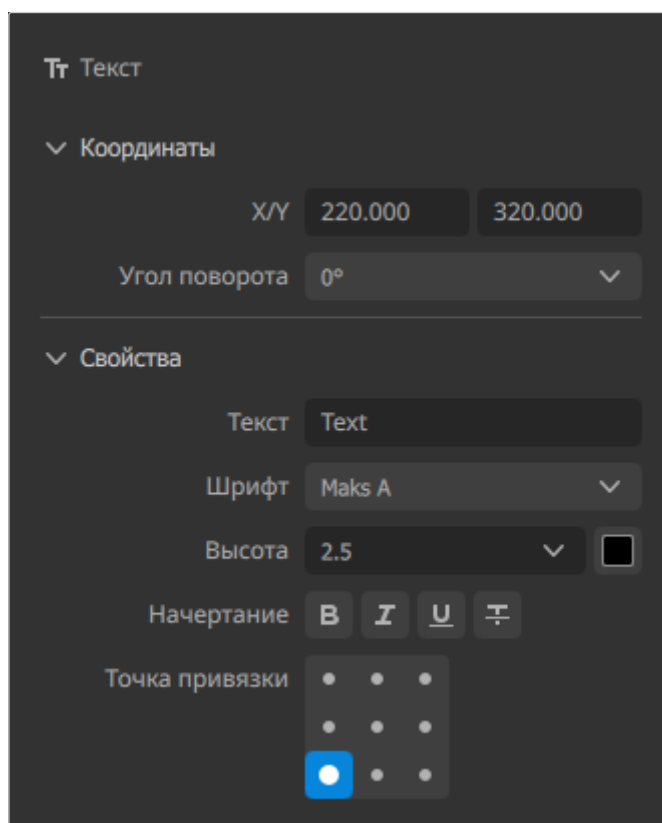 Tт Текст
Координаты
X/Y 220.000 320.000
Угол поворота 0°
Свойства
Текст Text
Шрифт Maks A
Высота 2.5
Начертание B I U T
Точка привязки